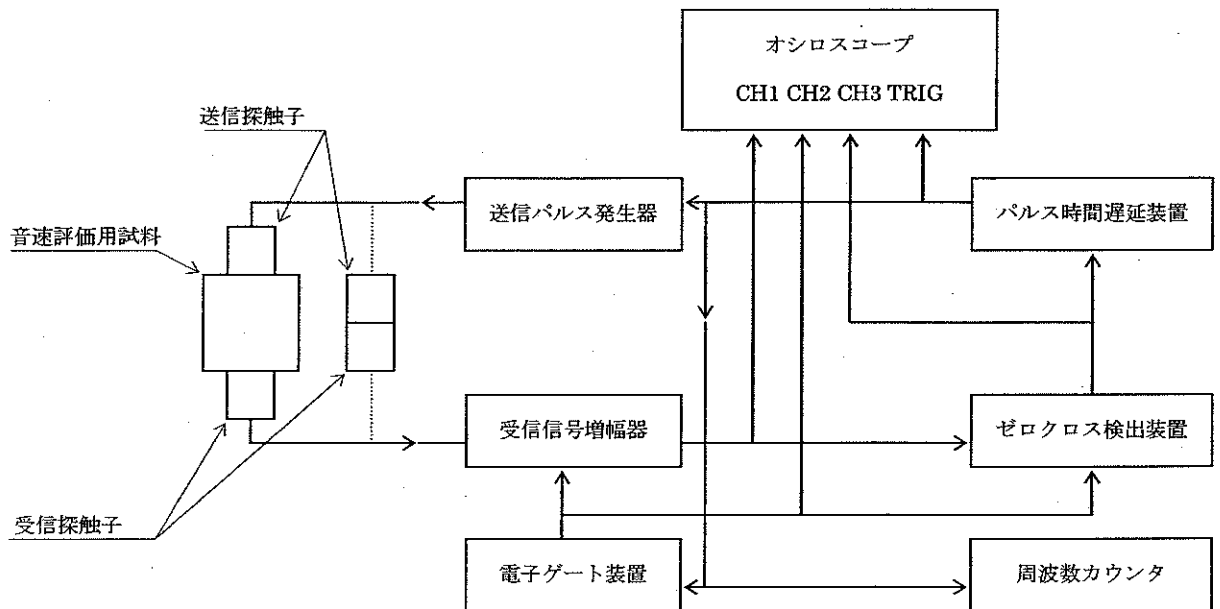 オシロスコープ
CH1 CH2 CH3 TRIG
送信探触子
送信パルス発生器
パルス時間遅延装置
音速評価用試料
受信信号増幅器
ゼロクロス検出装置
受信探触子
電子ゲート装置
周波数カウンタ